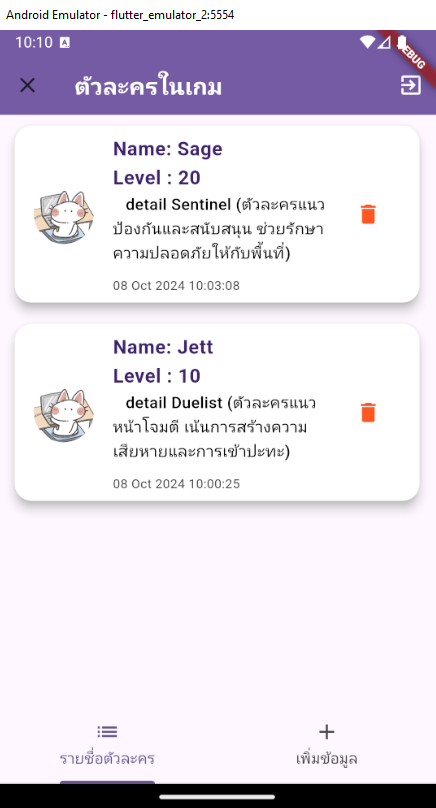 Android Emulator - flutter_emulator_2:5554
10:10 A
DEBUG
ตัวละครในเกม
Name: Sage
Level : 20
detail Sentinel (ตัวละครแนว
ป้องกันและสนับสนุน ช่วยรักษา
ความปลอดภัยให้กับพื้นที่)
08 Oct 2024 10:03:08
Name: Jett
Level : 10
detail Duelist (ตัวละครแนว
หน้าโจมตี เน้นการสร้างความ
เสียหายและการเข้าปะทะ)
08 Oct 2024 10:00:25
รายชื่อตัวละคร
เพิ่มข้อมูล